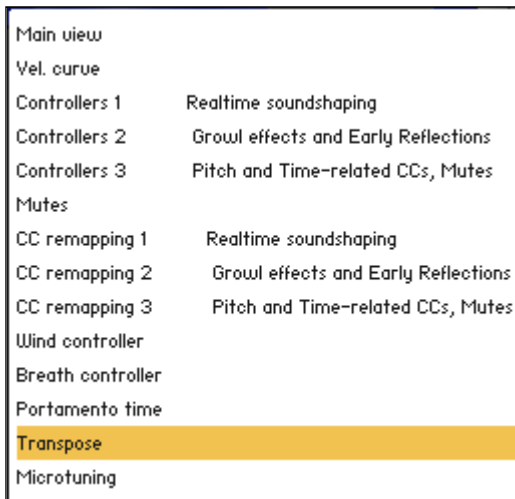 Main view
Vel. curve
Controllers 1 Realtime soundshaping
Controllers 2 Growl effects and Early Reflections
Controllers 3 Pitch and Time-related CCs, Mutes
Mutes
CC remapping 1 Realtime soundshaping
CC remapping 2 Growl effects and Early Reflections
CC remapping 3 Pitch and Time-related CCs, Mutes
Wind controller
Breath controller
Portamento time
Transpose
Microtuning